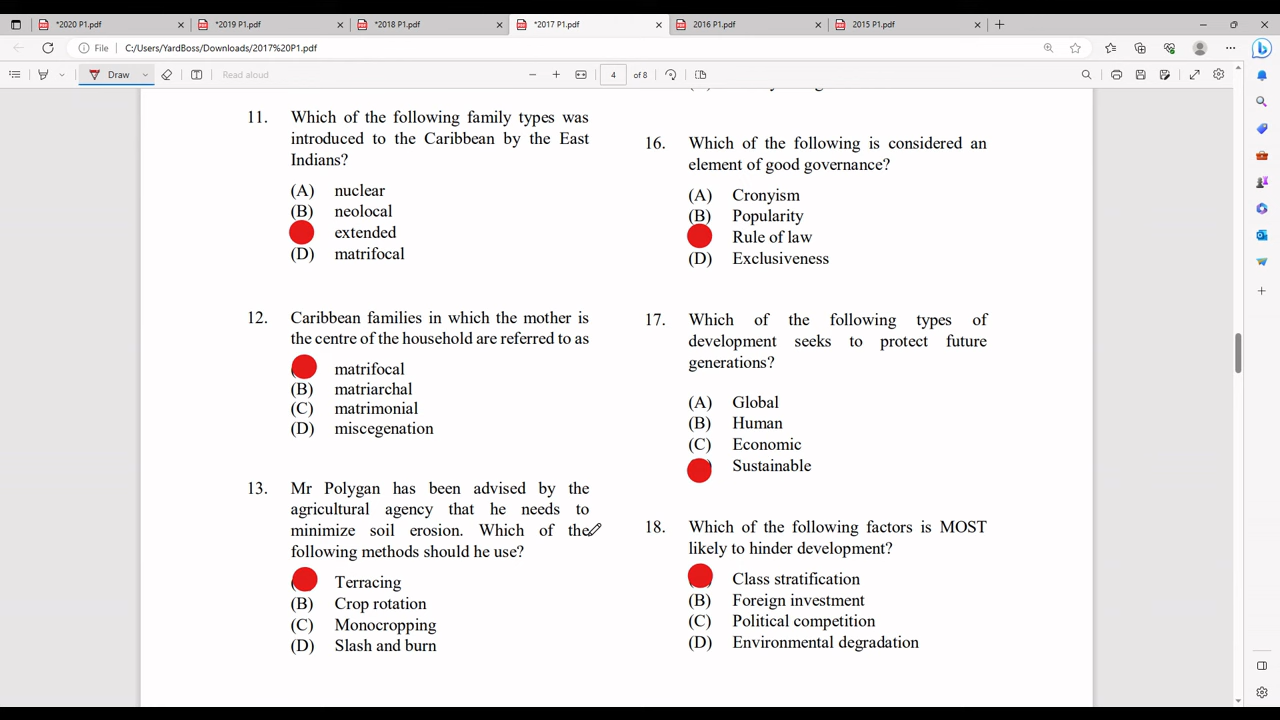 *2020 P1.pdf
*2019 P1.pdf
*2018 P1.pdf
*2017 P1.pdf
2016 P1.pdf
2015 P1.pdf
File
C:/Users/YardBoss/Downloads/2017%20P1.pdf
Draw
Read aloud
4
of 8
11. Which of the following family types was
introduced to the Caribbean by the East
Indians?
(A) nuclear
(B) neolocal
extended
(D) matrifocal
12. Caribbean families in which the mother is
the centre of the household are referred to as
matrifocal
(B) matriarchal
(C) matrimonial
(D) miscegenation
13. Mr Polygan has been advised by the
agricultural agency that he needs to
minimize soil erosion. Which of the
following methods should he use?
Terracing
(B) Crop rotation
(C) Monocropping
(D) Slash and burn
16. Which of the following is considered an
element of good governance?
(A) Cronyism
(B) Popularity
Rule of law
(D) Exclusiveness
17. Which of the following types of
development seeks to protect future
generations?
(A) Global
(B) Human
(C) Economic
Sustainable
18. Which of the following factors is MOST
likely to hinder development?
Class stratification
(B) Foreign investment
(C) Political competition
(D) Environmental degradation